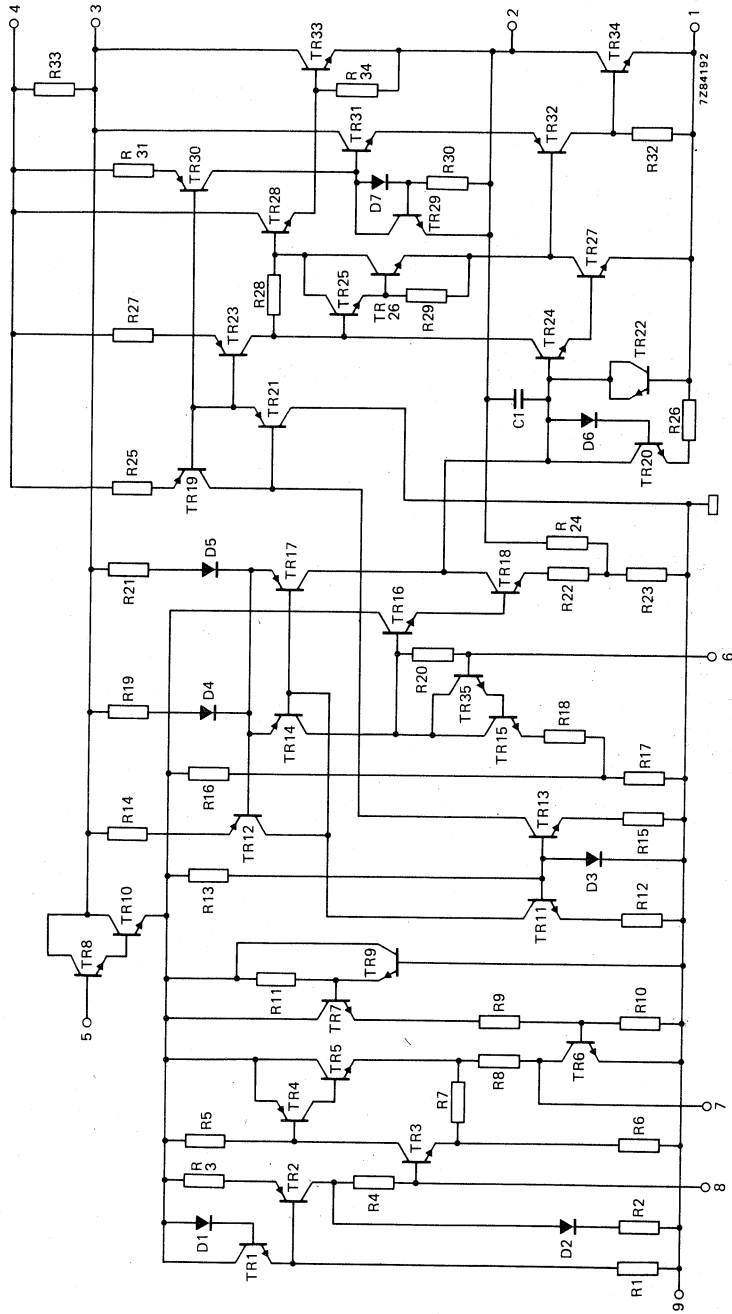 4
3
R33
TR33
R
34
2
TR34
1
7Z84192
R
31
TR30
TR31
D7
R30
TR29
TR32
R32
TR28
R28
TR25
TR
26
R29
TR27
R27
TR23
TR24
TR22
R26
TR21
C1
D6
TR20
R25
TR19
R
24
R21
D5
TR17
TR18
R22
R23
TR16
R20
6
R19
D4
TR14
TR35
TR15
R18
R17
R16
R14
TR12
TR13
R15
R13
D3
TR11
R12
TR10
TR8
5
TR9
R11
TR7
R9
R10
TR6
TR5
R8
TR4
R7
7
R5
TR3
R6
R
3
TR2
R4
8
D1
TR1
D2
R2
R1
9